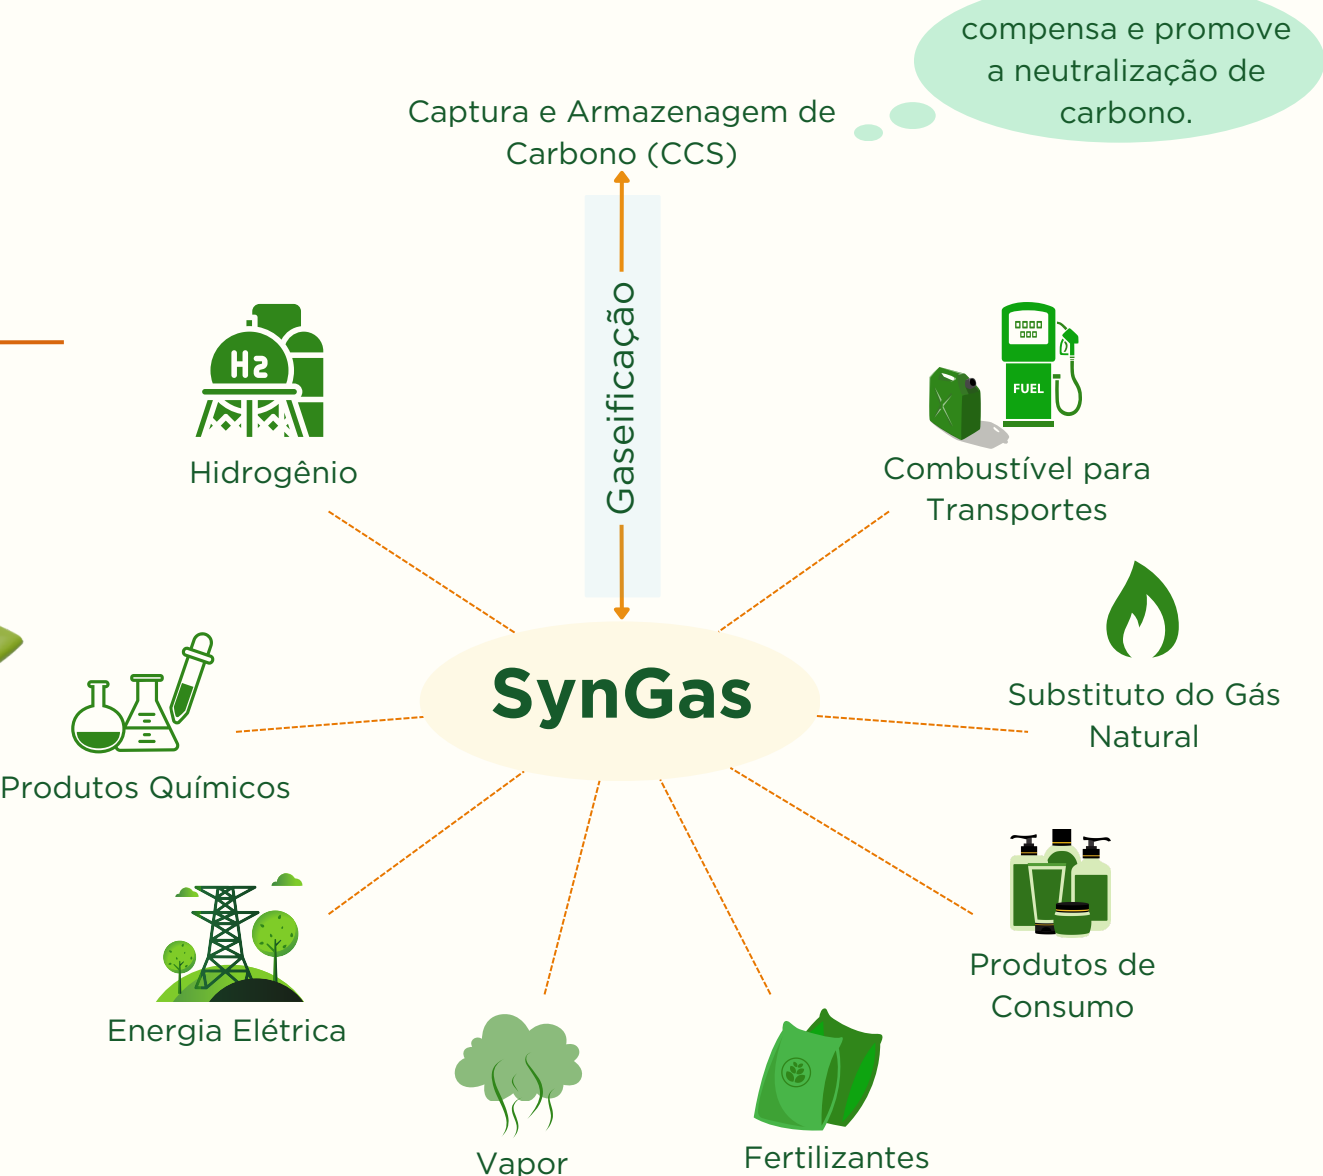 compensa e promove
a neutralização de
carbono.
Captura e Armazenagem de
Carbono (CCS)
Gaseificação
H2
Hidrogênio
FUEL
Combustível para
Transportes
SynGas
Substituto do Gás
Natural
Produtos Químicos
Produtos de
Consumo
Energia Elétrica
Vapor
Fertilizantes